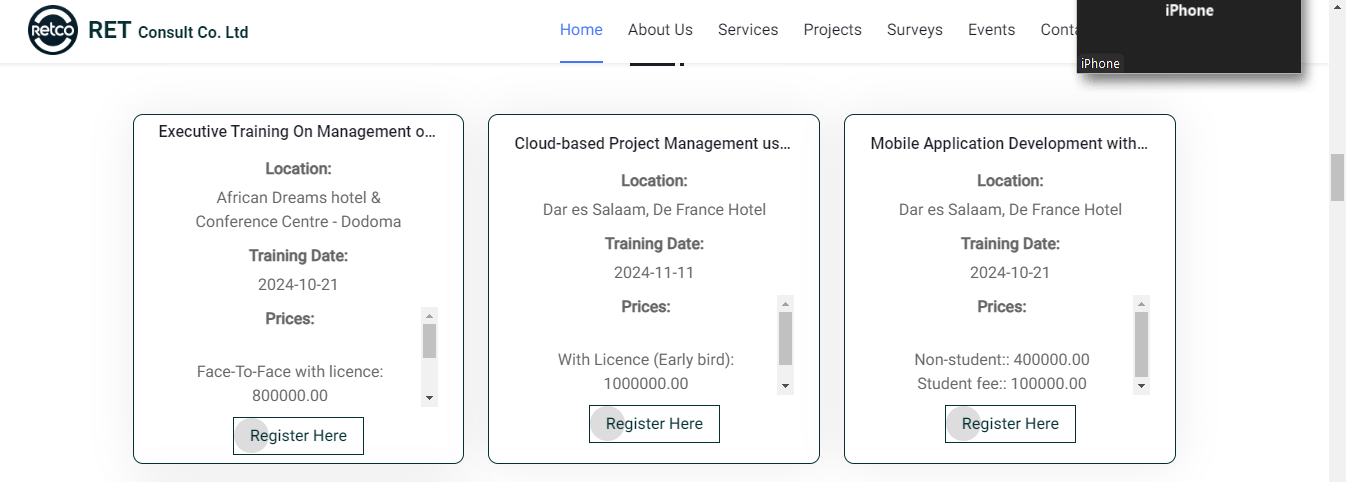 Retco
RET Consult Co. Ltd
Home
About Us
Services
Projects
Surveys
Events
iPhone
iPhone
Executive Training On Management o...
Location:
African Dreams hotel &
Conference Centre - Dodoma
Training Date:
2024-10-21
Prices:
Face-To-Face with licence:
800000.00
Register Here
Cloud-based Project Management us...
Location:
Dar es Salaam, De France Hotel
Training Date:
2024-11-11
Prices:
With Licence (Early bird):
1000000.00
Register Here
Mobile Application Development with...
Location:
Dar es Salaam, De France Hotel
Training Date:
2024-10-21
Prices:
Non-student:: 400000.00
Student fee:: 100000.00
Register Here